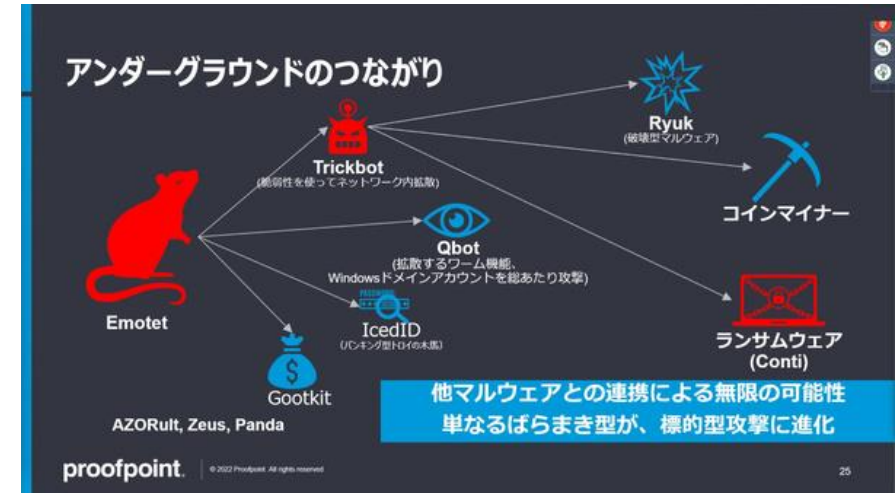 アンダーグラウンドのつながり
Ryuk
(破壊型マルウェア)
Trickbot
(脆弱性を使ってネットワーク内拡散)
コインマイナー
Qbot
(拡散するワーム機能、
Windowsドメインアカウントを総あたり攻撃)
Emotet
IcedID
(バンキング型トロイの木馬)
ランサムウェア
(Conti)
Gootkit
他マルウェアとの連携による無限の可能性
単なるばらまき型が、標的型攻撃に進化
AZORult, Zeus, Panda
proofpoint.
© 2022 Proofpoint. All rights reserved
25